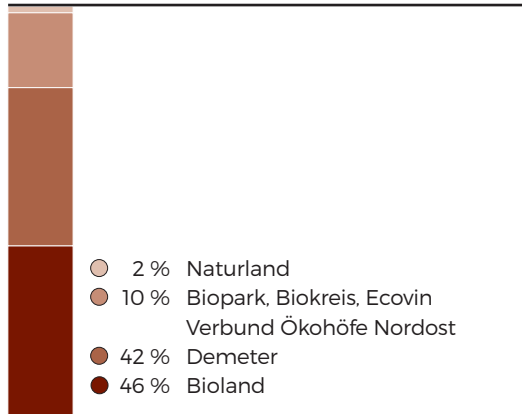 2 % Naturland
10 % Biopark, Biokreis, Ecovin
Verbund Ökohöfe Nordost
42 % Demeter
46 % Bioland